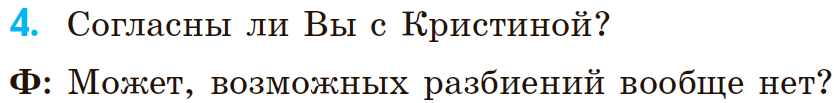 4. Согласны ли Вы с Кристиной?
Ф: Может, возможных разбиений вообще нет?